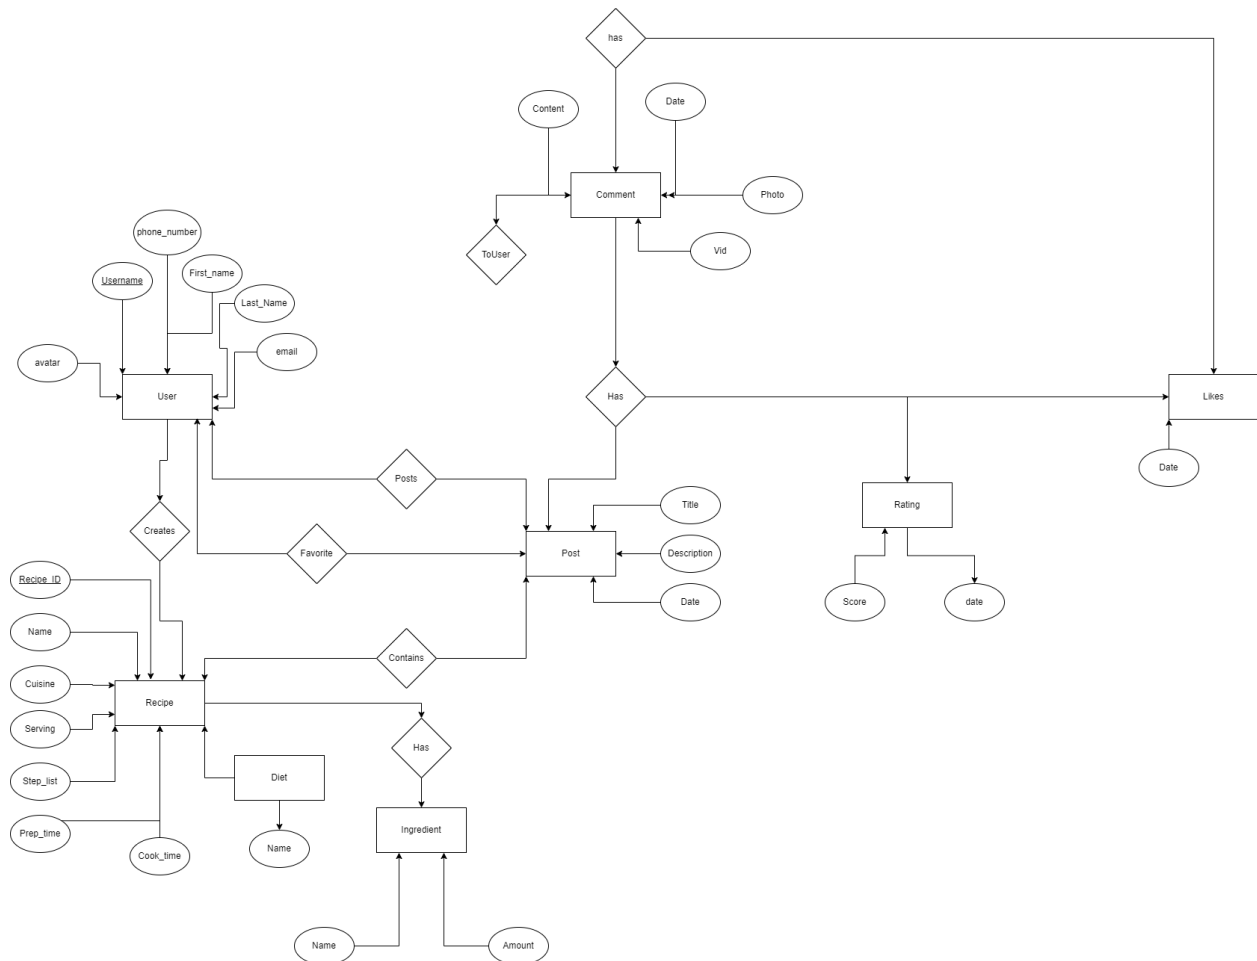 has
Content
Date
Comment
Photo
ToUser
Vid
phone_number
Username
First_name
Last_Name
email
avatar
User
Has
Likes
Date
Posts
Title
Rating
Creates
Favorite
Post
Description
Recipe_ID
Date
Score
date
Name
Contains
Cuisine
Recipe
Serving
Has
Step_list
Diet
Prep_time
Cook_time
Name
Ingredient
Name
Amount